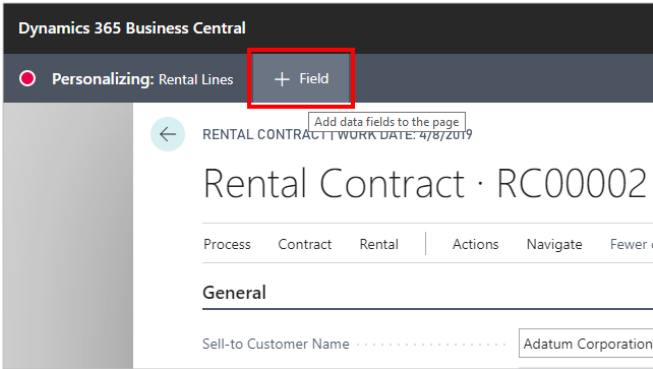 Dynamics 365 Business Central
Personalizing: Rental Lines + Field
Add data fields to the page
RENTAL CONTRACT | WORK DATE: 4/8/2019
Rental Contract · RC00002
Process Contract Rental Actions Navigate Fewer
General
Sell-to Customer Name Adatum Corporation